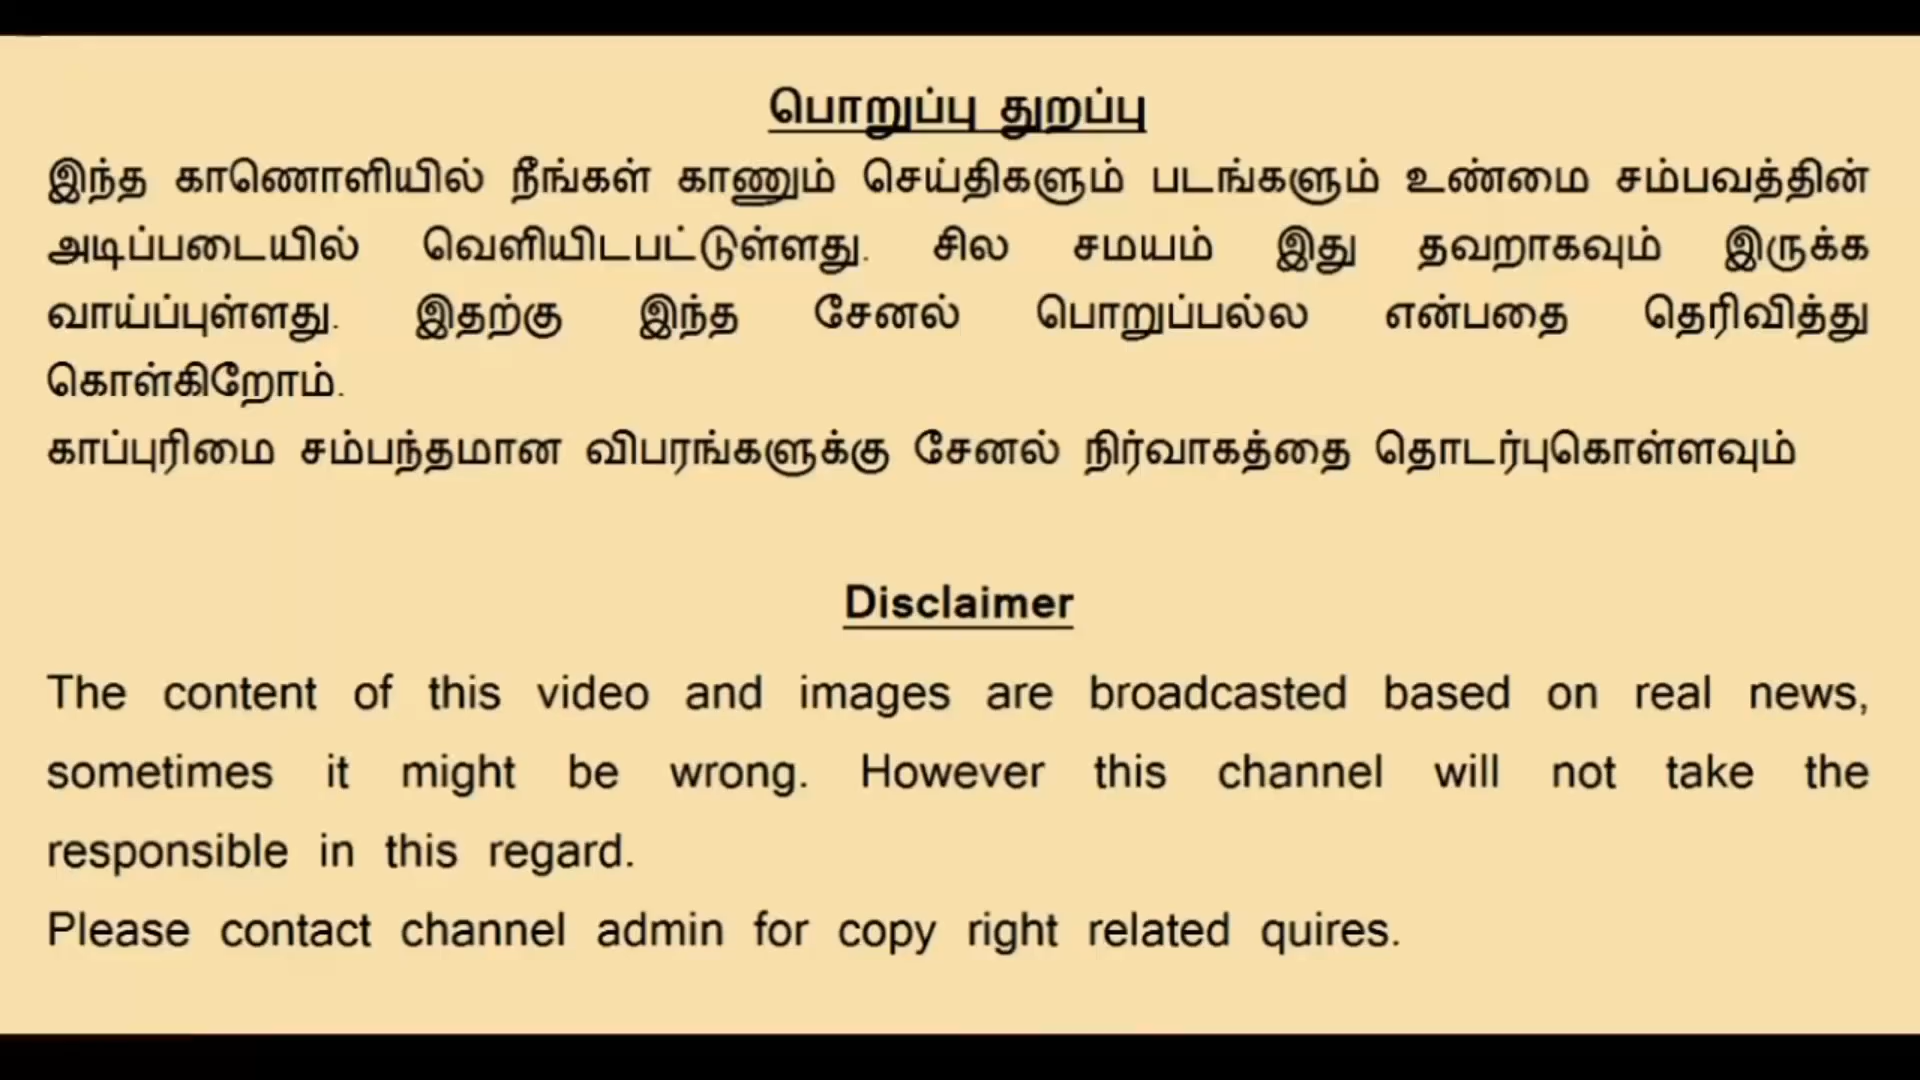 பொறுப்பு துறப்பு
இந்த காணொளியில் நீங்கள் காணும் செய்திகளும் படங்களும் உண்மை சம்பவத்தின்
அடிப்படையில் வெளியிடபட்டுள்ளது. சில சமயம் இது தவறாகவும் இருக்க
வாய்ப்புள்ளது. இதற்கு இந்த சேனல் பொறுப்பல்ல என்பதை தெரிவித்து
கொள்கிறோம்.
காப்புரிமை சம்பந்தமான விபரங்களுக்கு சேனல் நிர்வாகத்தை தொடர்புகொள்ளவும்
Disclaimer
The content of this video and images are broadcasted based on real news,
sometimes it might be wrong. However this channel will not take the
responsible in this regard.
Please contact channel admin for copy right related quires.